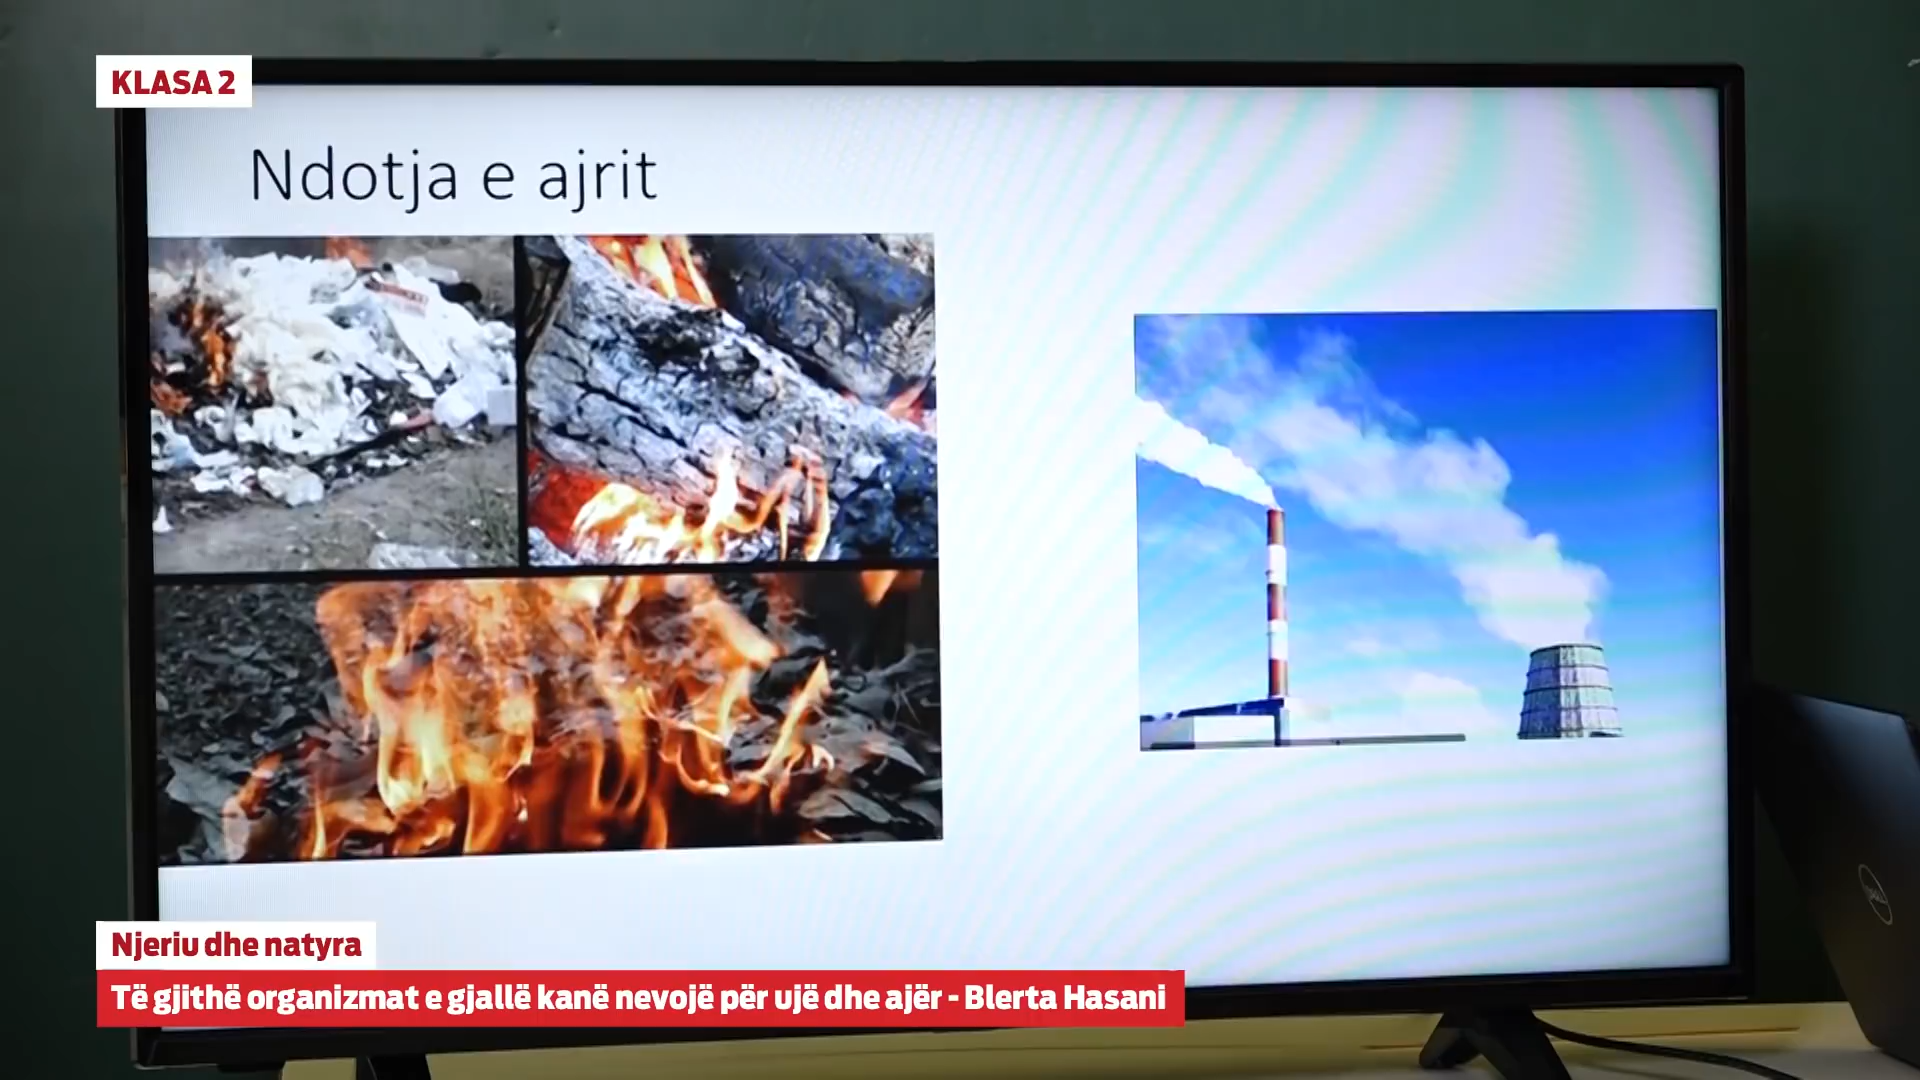 KLASA 2
Ndotja e ajrit
Njeriu dhe natyra
Të gjithë organizmat e gjallë kanë nevojë për ujë dhe ajër - Blerta Hasani
DELL